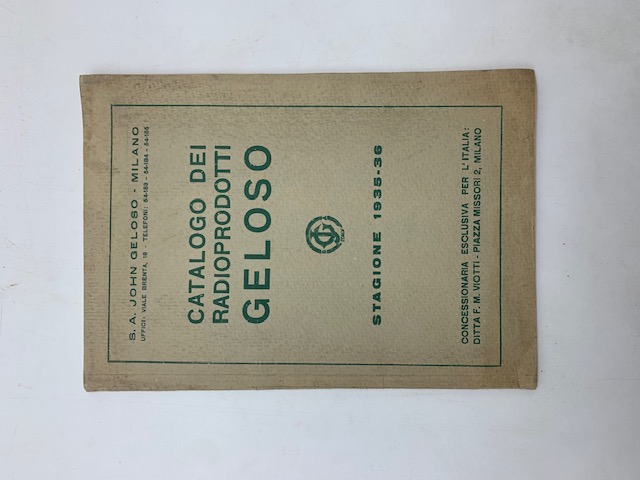 S. A. JOHN GELOSO - MILANO
UFFICI: VIALE BRENTA, 18 - TELEFONI: 54-183 - 54-184 - 54-185
CATALOGO DEI
RADIOPRODOTTI
GELOSO
STAGIONE 1935-36
CONCESSIONARIA ESCLUSIVA PER L'ITALIA:
DITTA F. M. VIOTTI - PIAZZA MISSORI 2, MILANO